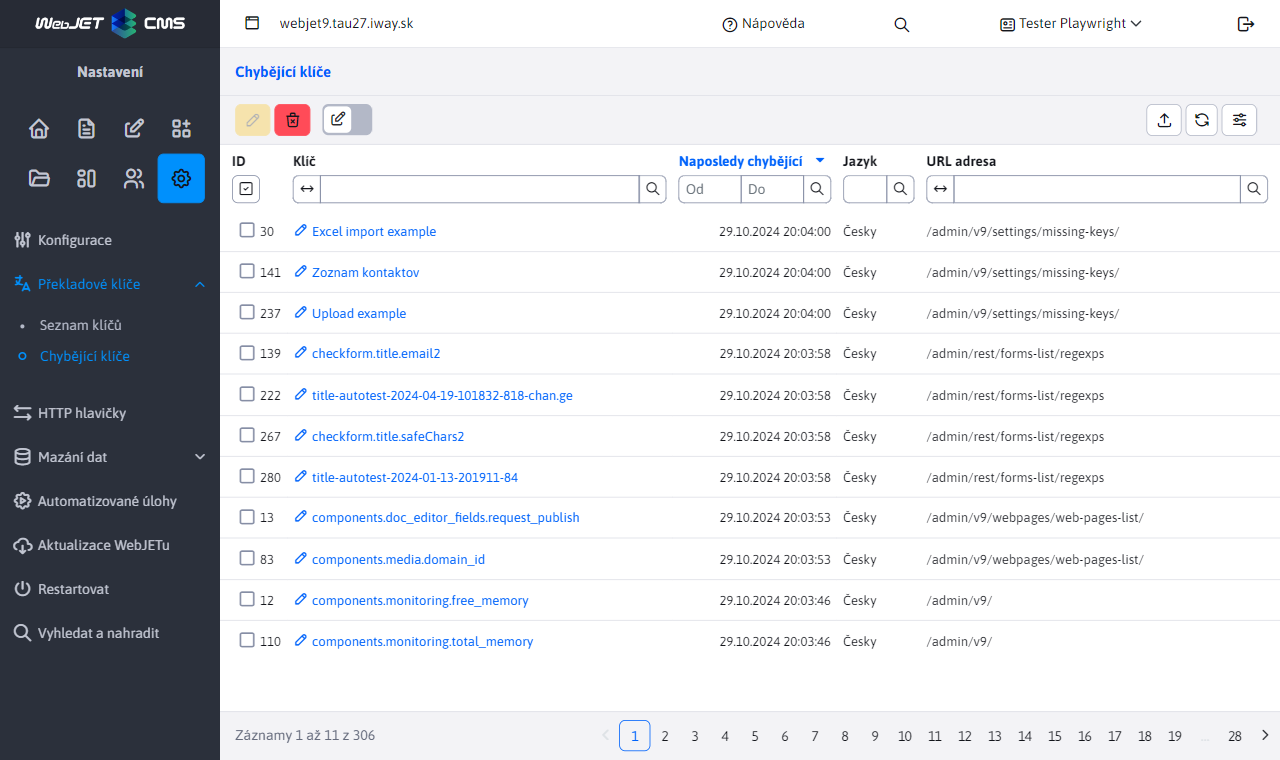 WebJET CMS
webjet9.tau27.iway.sk
Nápověda
Tester Playwright
Nastavení
Konfigurace
Překladové klíče
Seznam klíčů
Chybějící klíče
HTTP hlavičky
Mazání dat
Automatizované úlohy
Aktualizace WebJETu
Restartovat
Vyhledat a nahradit
Chybějící klíče
ID Klíč Naposledy chybějící Jazyk URL adresa
Od Do
30 Excel import example 29.10.2024 20:04:00 Česky /admin/v9/settings/missing-keys/
141 Zoznam kontaktov 29.10.2024 20:04:00 Česky /admin/v9/settings/missing-keys/
237 Upload example 29.10.2024 20:04:00 Česky /admin/v9/settings/missing-keys/
139 checkform.title.email2 29.10.2024 20:03:58 Česky /admin/rest/forms-list/regexps
222 title-autotest-2024-04-19-101832-818-chan.ge 29.10.2024 20:03:58 Česky /admin/rest/forms-list/regexps
267 checkform.title.safeChars2 29.10.2024 20:03:58 Česky /admin/rest/forms-list/regexps
280 title-autotest-2024-01-13-201911-84 29.10.2024 20:03:58 Česky /admin/rest/forms-list/regexps
13 components.doc_editor_fields.request_publish 29.10.2024 20:03:53 Česky /admin/v9/webpages/web-pages-list/
83 components.media.domain_id 29.10.2024 20:03:53 Česky /admin/v9/webpages/web-pages-list/
12 components.monitoring.free_memory 29.10.2024 20:03:46 Česky /admin/v9/
110 components.monitoring.total_memory 29.10.2024 20:03:46 Česky /admin/v9/
Záznamy 1 až 11 z 306
1 2 3 4 5 6 7 8 9 10 11 12 13 14 15 16 17 18 19 … 28